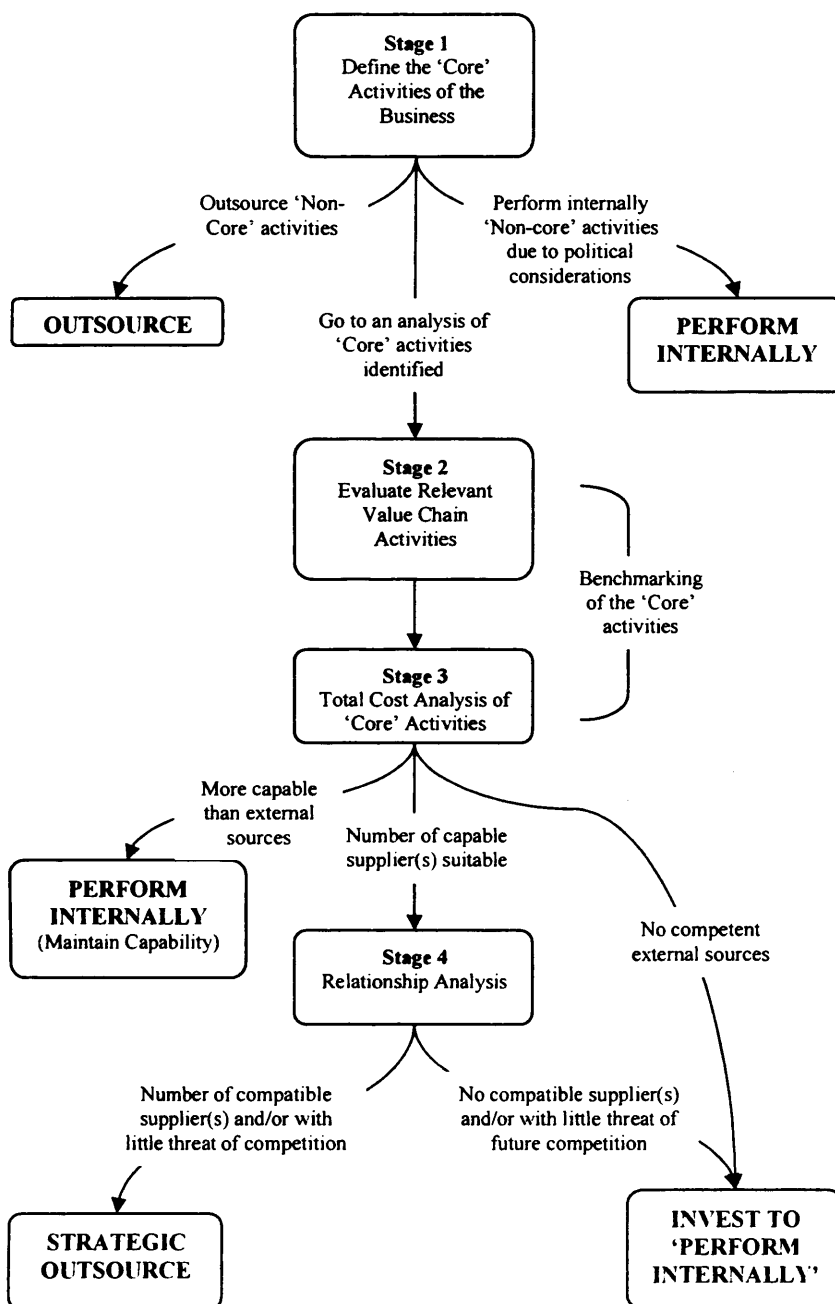 Stage 1
Define the ‘Core’
Activities of the
Business
Outsource ‘Non-
Core’ activities
Perform internally
‘Non-core’ activities
due to political
considerations
OUTSOURCE
Go to an analysis of
‘Core’ activities
identified
PERFORM
INTERNALLY
Stage 2
Evaluate Relevant
Value Chain
Activities
Benchmarking
of the ‘Core’
activities
Stage 3
Total Cost Analysis of
‘Core’ Activities
More capable
than external
sources
Number of capable
supplier(s) suitable
PERFORM
INTERNALLY
(Maintain Capability)
No competent
external sources
Stage 4
Relationship Analysis
Number of compatible
supplier(s) and/or with
little threat of competition
No compatible supplier(s)
and/or with little threat of
future competition
STRATEGIC
OUTSOURCE
INVEST TO
‘PERFORM
INTERNALLY’